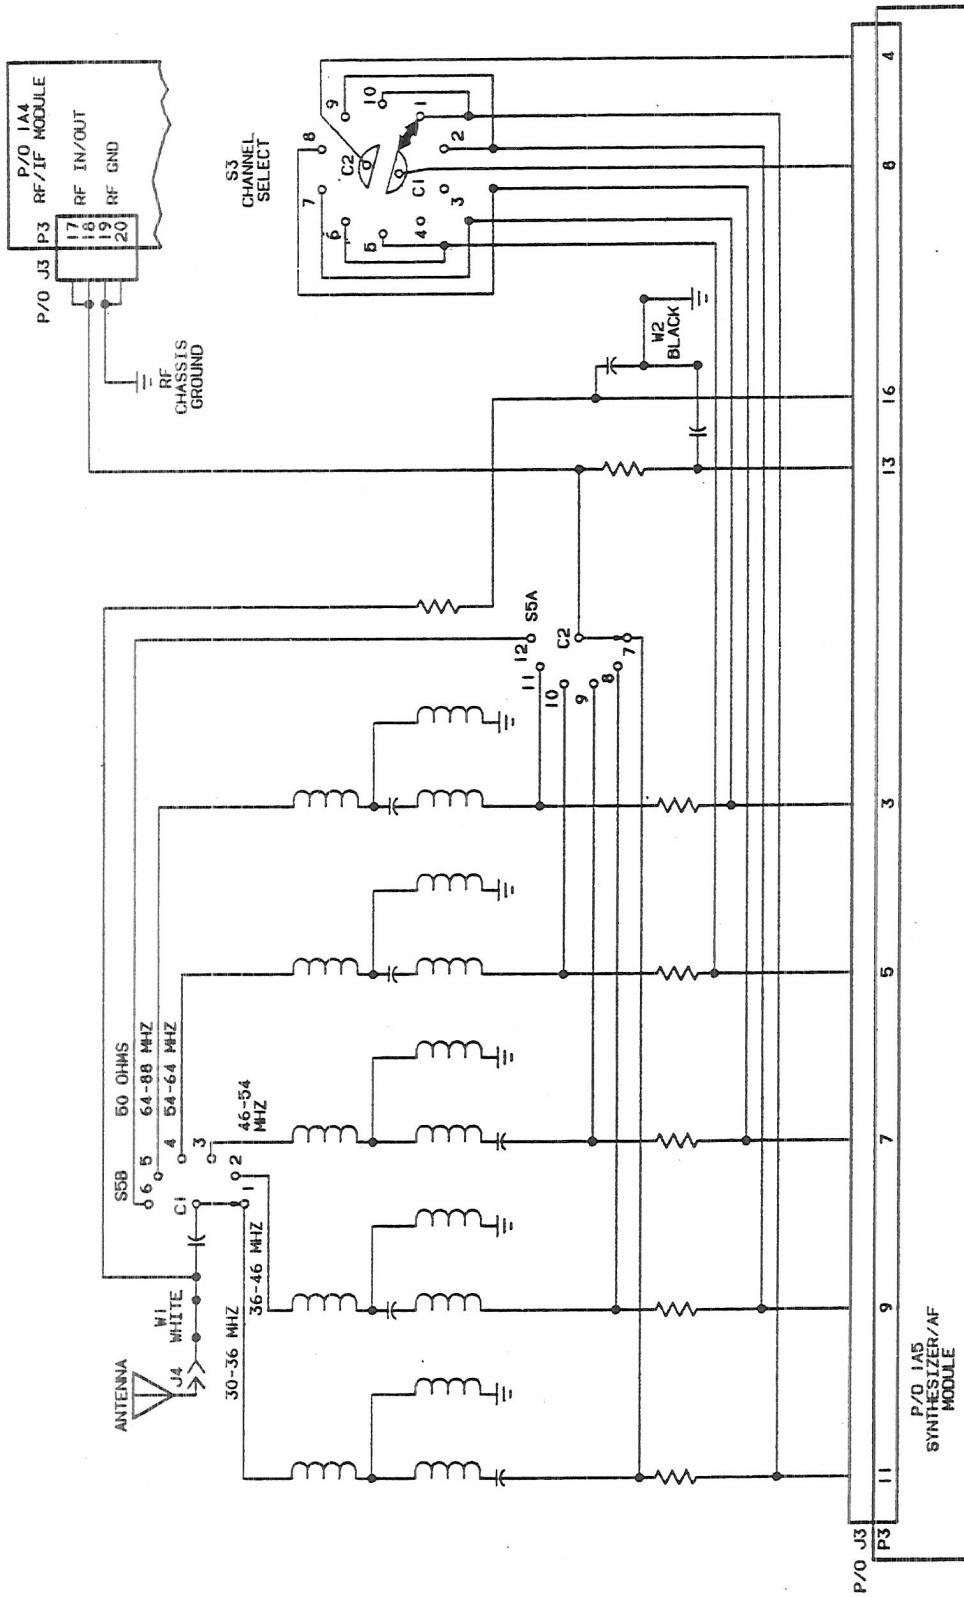 P/O 1A4
RF/IF MODULE
P/O J3 P3
17
18 RF IN/OUT
19
20 RF GND
RF
CHASSIS
GROUND
S3
CHANNEL
SELECT
7
8
9
10
1
2
3
4
5
6
C2
C1
W2
BLACK
ANTENNA
J4
W1
WHITE
S5B
50 OHMS
64-88 MHZ
54-64 MHZ
46-54
MHZ
36-46 MHZ
30-36 MHZ
C1
6
5
4
3
2
1
S5A
12
11
10
9
8
7
C2
P/O J3
P3
11
9
7
5
3
13
16
8
4
P/O 1A5
SYNTHESIZER/AF
MODULE